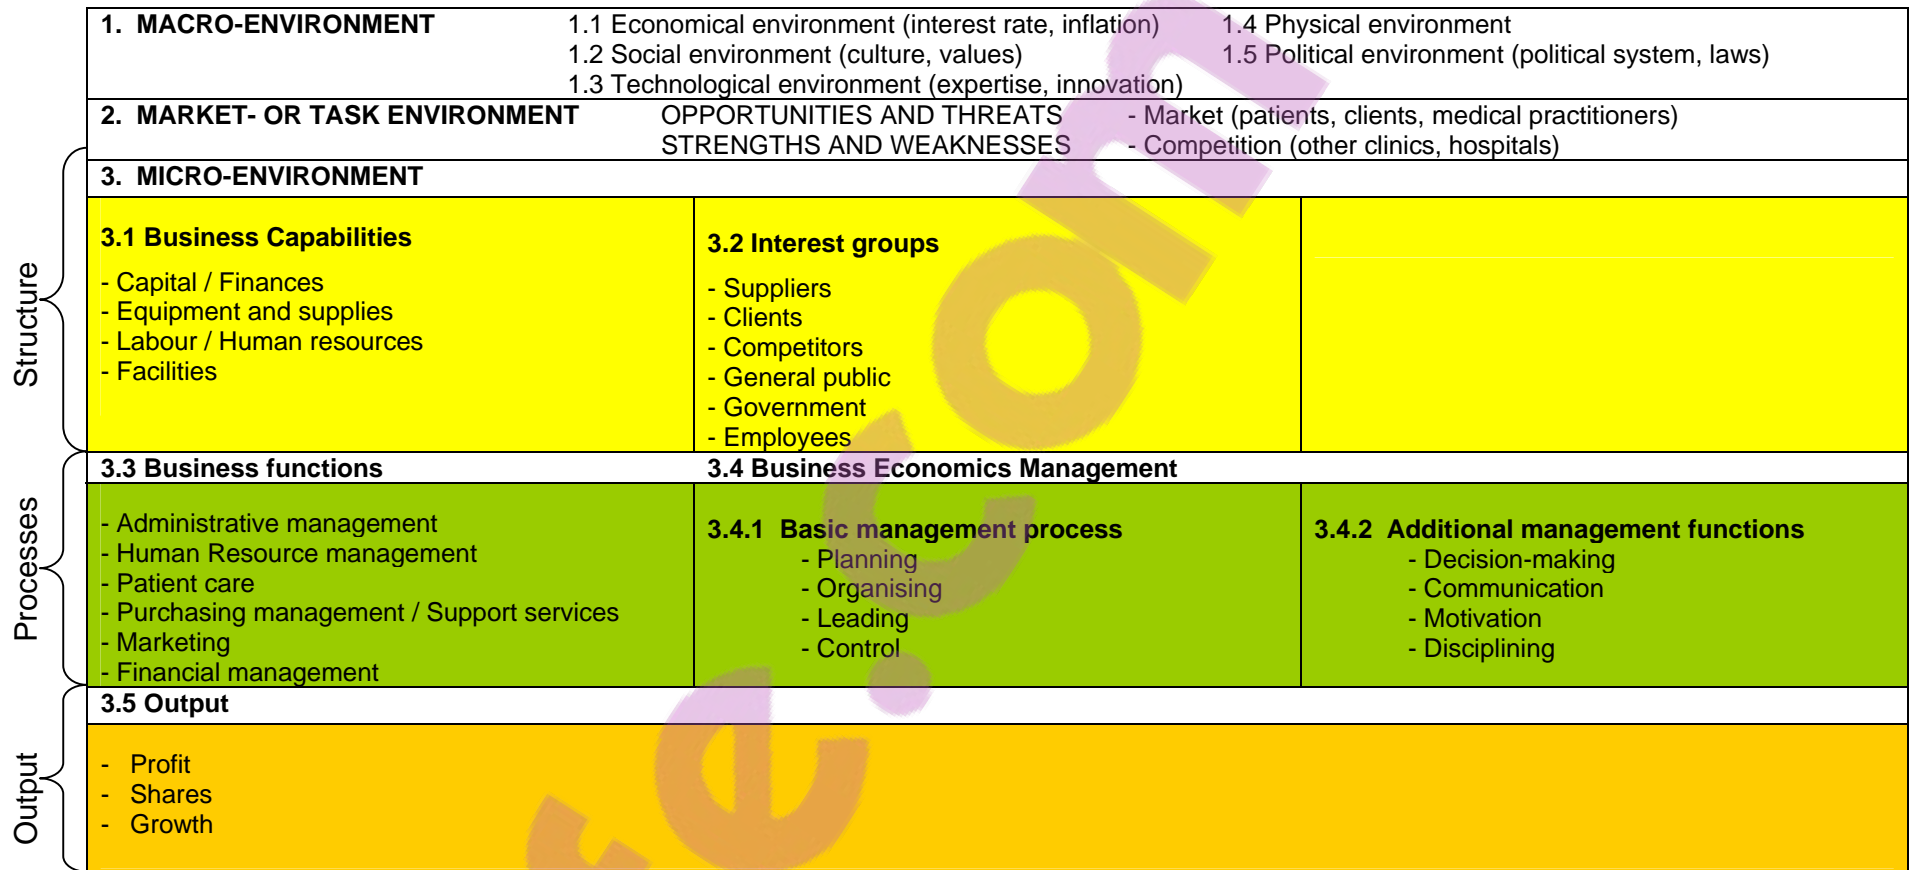 1. MACRO-ENVIRONMENT 1.1 Economical environment (interest rate, inflation) 1.4 Physical environment
1.2 Social environment (culture, values) 1.5 Political environment (political system, laws)
1.3 Technological environment (expertise, innovation)
2. MARKET- OR TASK ENVIRONMENT OPPORTUNITIES AND THREATS - Market (patients, clients, medical practitioners)
STRENGTHS AND WEAKNESSES - Competition (other clinics, hospitals)
3. MICRO-ENVIRONMENT
Structure
3.1 Business Capabilities
- Capital / Finances
- Equipment and supplies
- Labour / Human resources
- Facilities
3.2 Interest groups
- Suppliers
- Clients
- Competitors
- General public
- Government
- Employees
Processes
3.3 Business functions
- Administrative management
- Human Resource management
- Patient care
- Purchasing management / Support services
- Marketing
- Financial management
3.4 Business Economics Management
3.4.1 Basic management process
- Planning
- Organising
- Leading
- Control
3.4.2 Additional management functions
- Decision-making
- Communication
- Motivation
- Disciplining
Output
3.5 Output
- Profit
- Shares
- Growth
fe.com